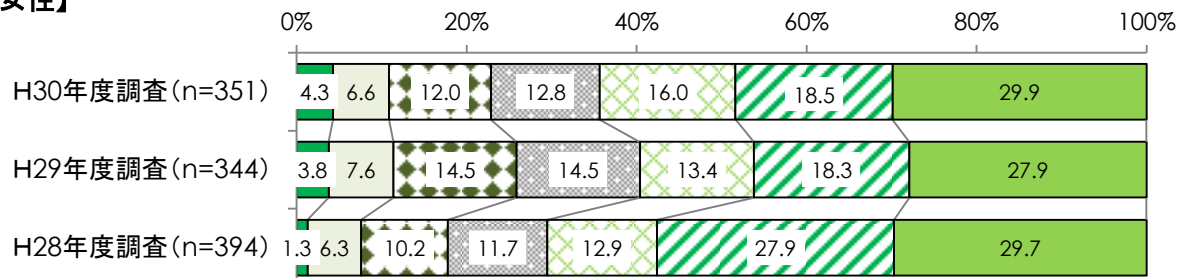 女性】
0% 20% 40% 60% 80% 100%
H30年度調査(n=351) 4.3 6.6 12.0 12.8 16.0 18.5 29.9
H29年度調査(n=344) 3.8 7.6 14.5 14.5 13.4 18.3 27.9
H28年度調査(n=394) 1.3 6.3 10.2 11.7 12.9 27.9 29.7